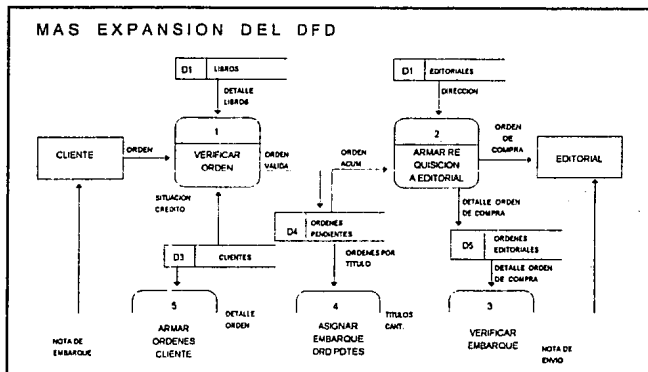 MAS EXPANSION DEL DFD
D1 LIBROS
D1 EDITORIALES
DETALLE
LIBROS
DIRECCION
1
2
CLIENTE
ORDEN
VERIFICAR
ORDEN
ORDEN
VALIDA
ORDEN
ACUM
ARMAR RE
QUISICION
A EDITORIAL
ORDEN
DE
COMPRA
EDITORIAL
SITUACION
CREDITO
DETALLE ORDEN
DE COMPRA
D4 ORDENES
PENDIENTES
D5 ORDENES
EDITORIALES
D3 CLIENTES
ORDENES POR
TITULO
DETALLE ORDEN
DE COMPRA
5
4
3
ARMAR
ORDENES
CLIENTE
DETALLE
ORDEN
ASIGNAR
EMBARQUE
ORD PDTES
TITULOS
CANT.
VERIFICAR
EMBARQUE
NOTA DE
EMBARQUE
NOTA DE
ENVIO